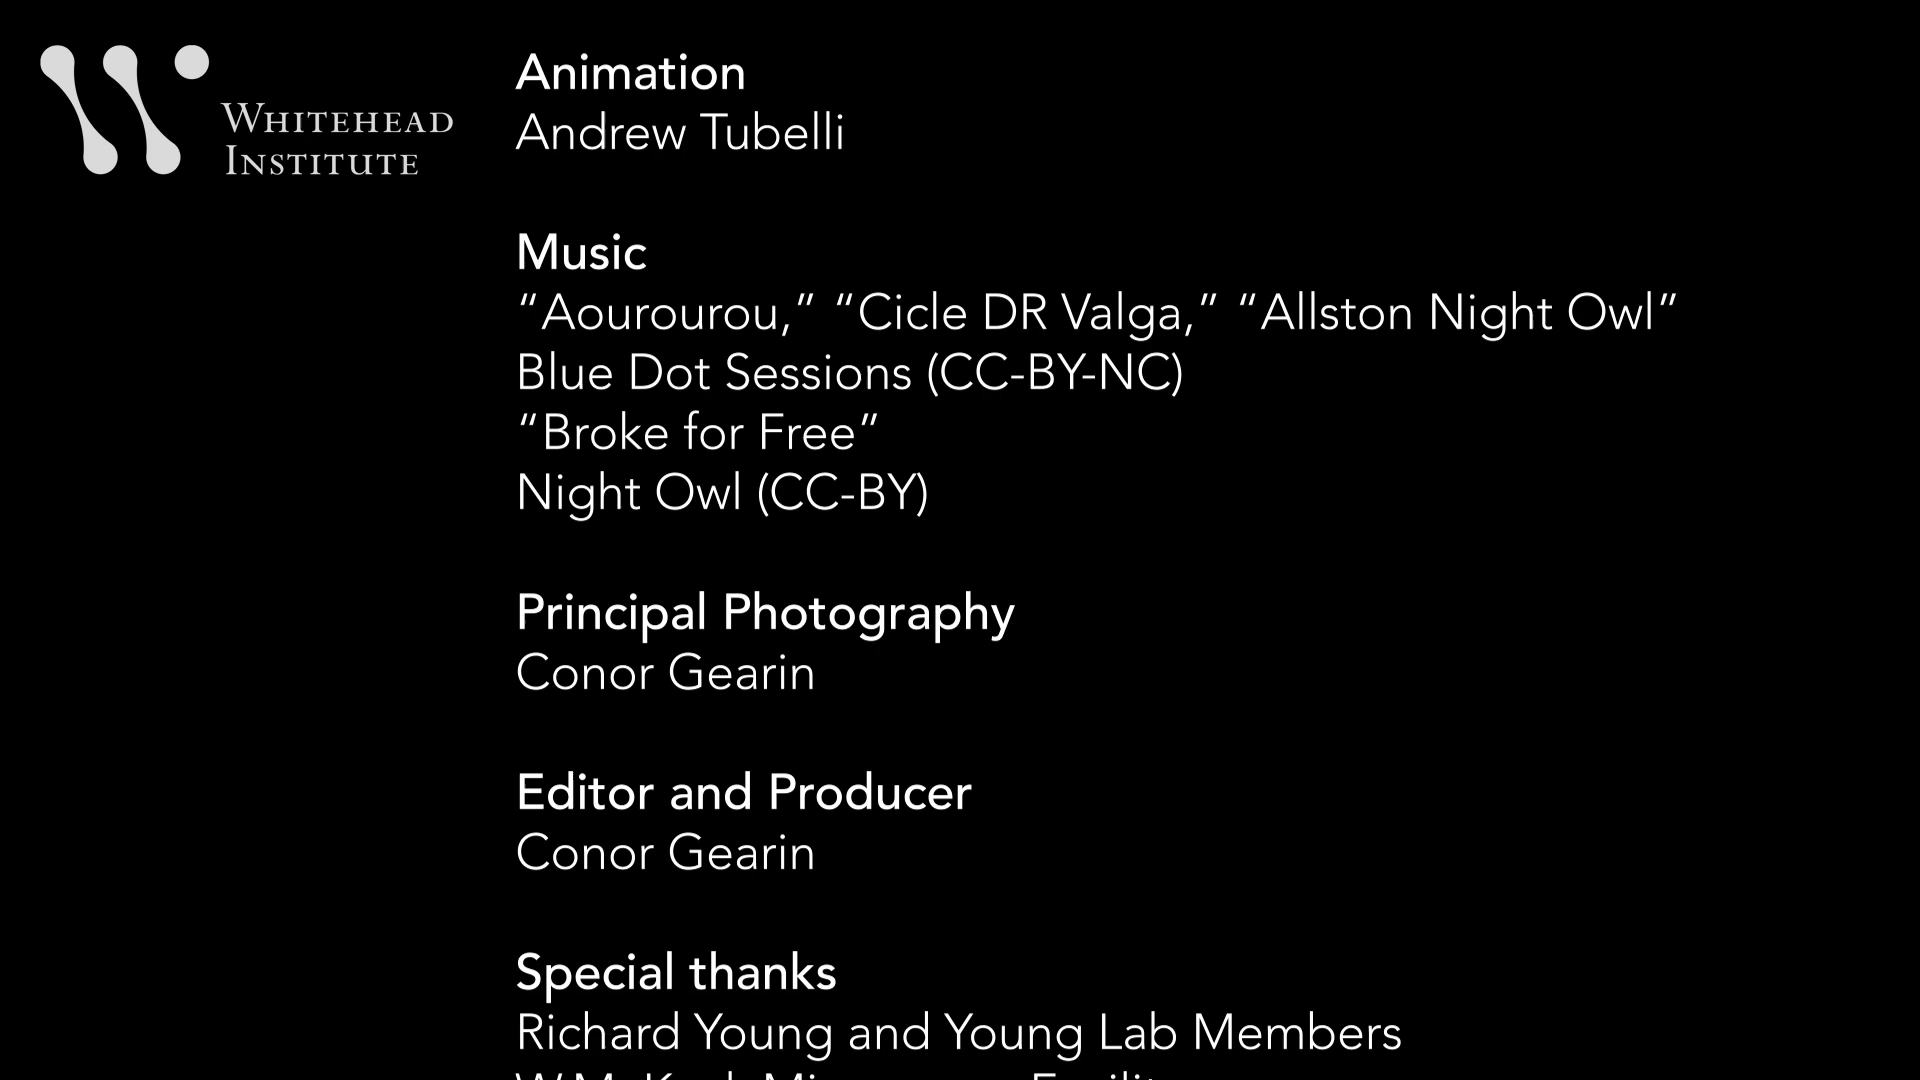 WHITEHEAD
INSTITUTE
Animation
Andrew Tubelli
Music
“Aourourou,” “Cicle DR Valga,” “Allston Night Owl”
Blue Dot Sessions (CC-BY-NC)
“Broke for Free”
Night Owl (CC-BY)
Principal Photography
Conor Gearin
Editor and Producer
Conor Gearin
Special thanks
Richard Young and Young Lab Members